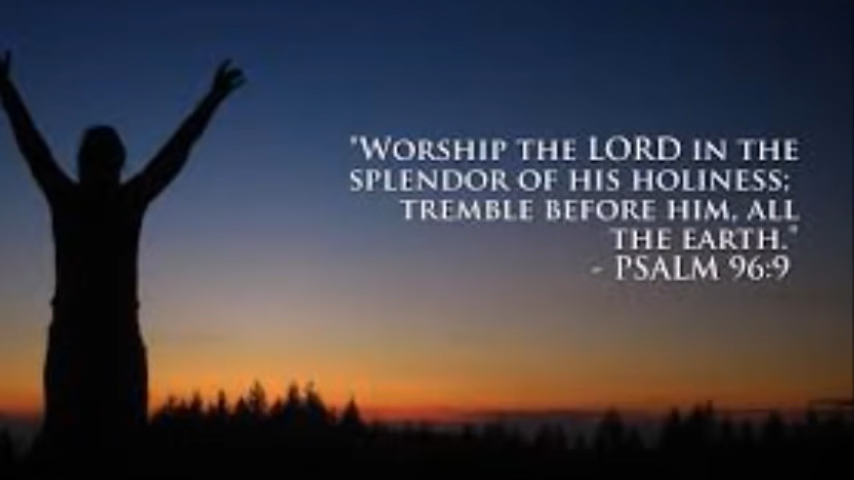 "WORSHIP THE LORD IN THE
SPLENDOR OF HIS HOLINESS;
TREMBLE BEFORE HIM, ALL
THE EARTH."
- PSALM 96:9